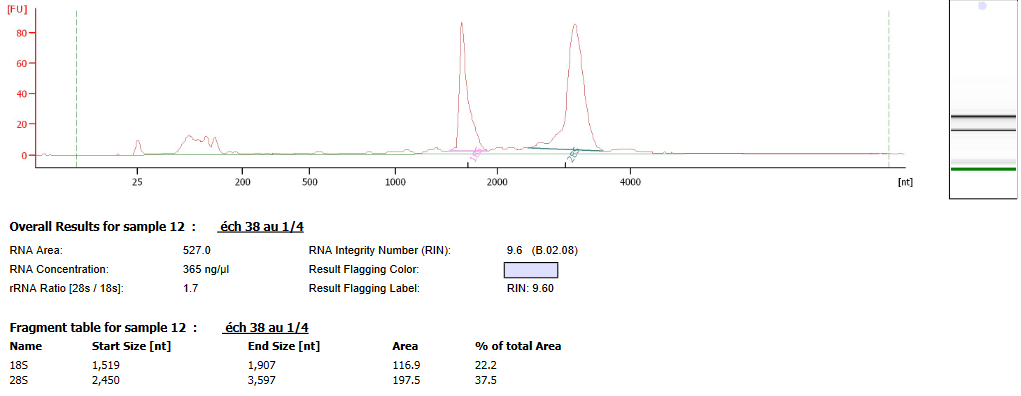 [FU]
80
60
40
20
0
18S
28S
25 200 500 1000 2000 4000 [nt]
Overall Results for sample 12 : éch 38 au 1/4
RNA Area: 527.0 RNA Integrity Number (RIN): 9.6 (B.02.08)
RNA Concentration: 365 ng/µl Result Flagging Color:
rRNA Ratio [28s / 18s]: 1.7 Result Flagging Label: RIN: 9.60
Fragment table for sample 12 : éch 38 au 1/4
Name Start Size [nt] End Size [nt] Area % of total Area
18S 1,519 1,907 116.9 22.2
28S 2,450 3,597 197.5 37.5